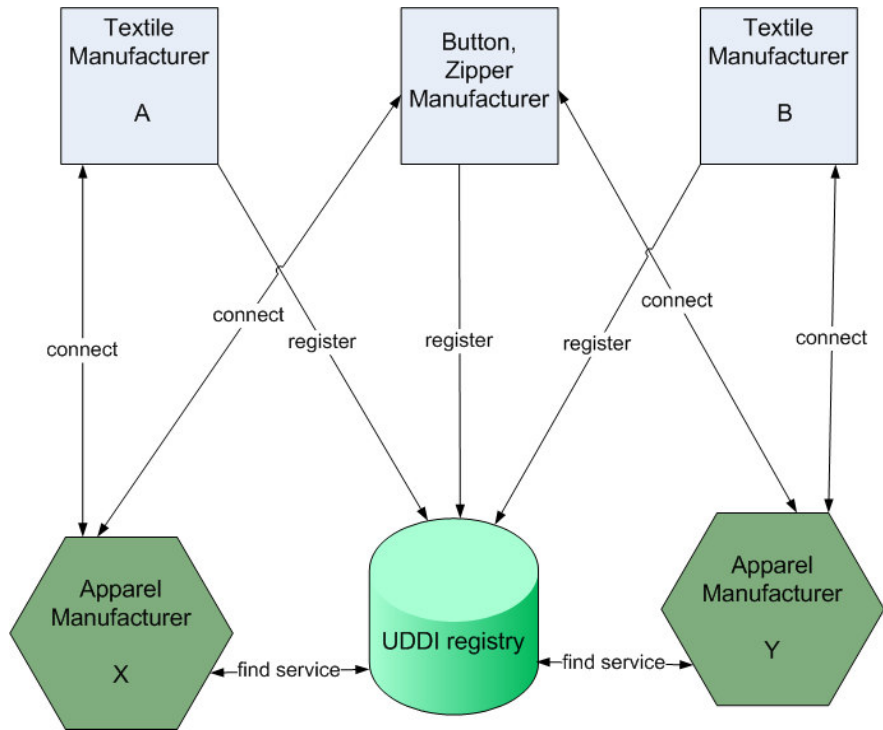 Textile
Manufacturer
A
Button,
Zipper
Manufacturer
Textile
Manufacturer
B
connect
connect
register
register
register
connect
connect
Apparel
Manufacturer
X
find service
UDDI registry
find service
Apparel
Manufacturer
Y